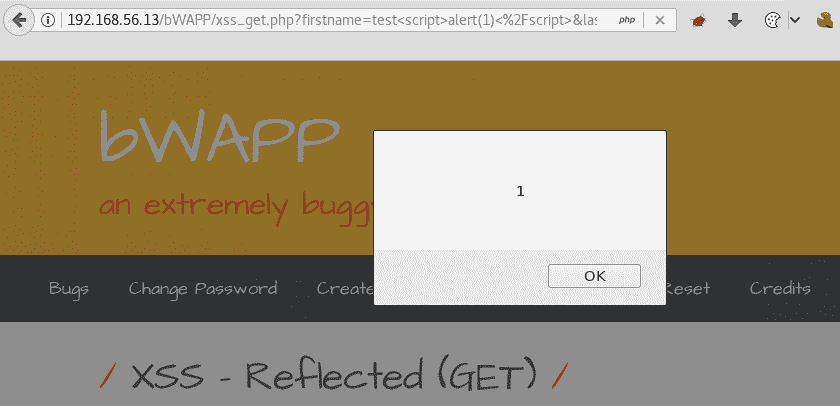 192.168.56.13/bWAPP/xss_get.php?firstname=test<script>alert(1)<%2Fscript>&las
php
bWAPP
an extremely buggy
1
OK
Bugs Change Password Create Reset Credits
/ XSS - Reflected (GET) /